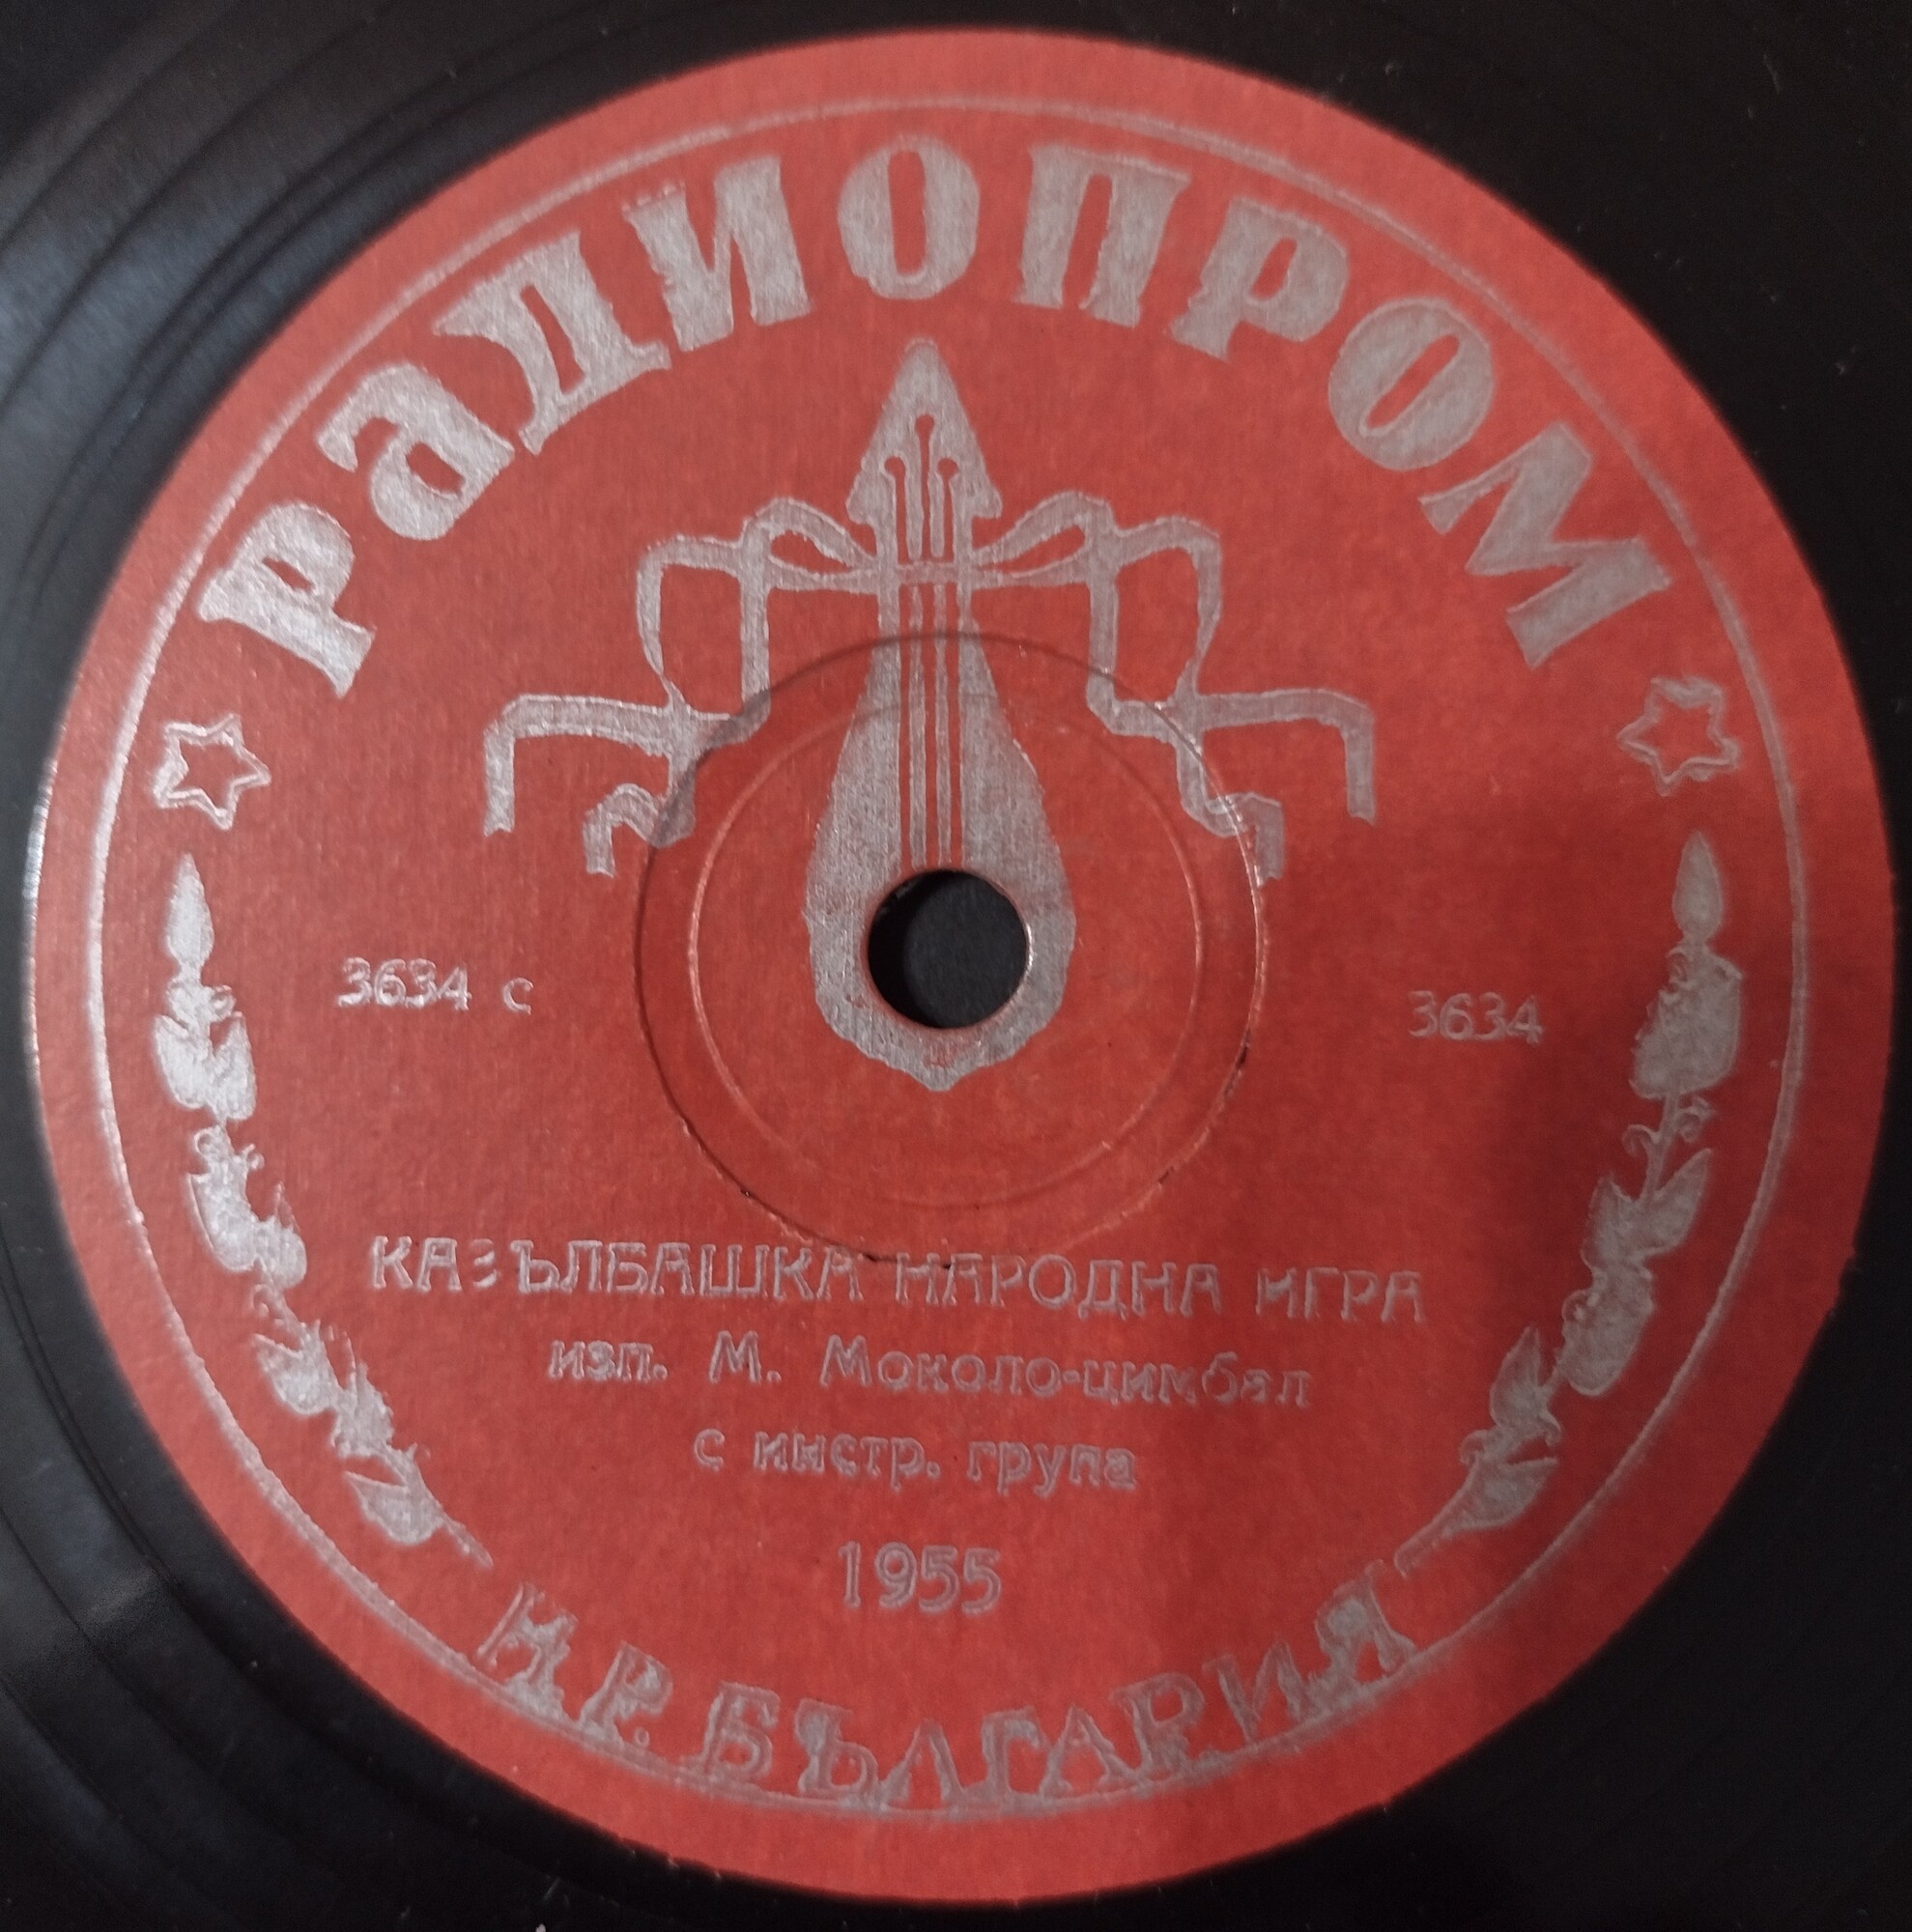 РАДИОПРОМ
3634 с
3634
КАЗЪЛБАШКА НАРОДНА ИГРА
изп. М. Моколо-цимбал
с инстр. група
1955
Н.Р. БЪЛГАРИЯ